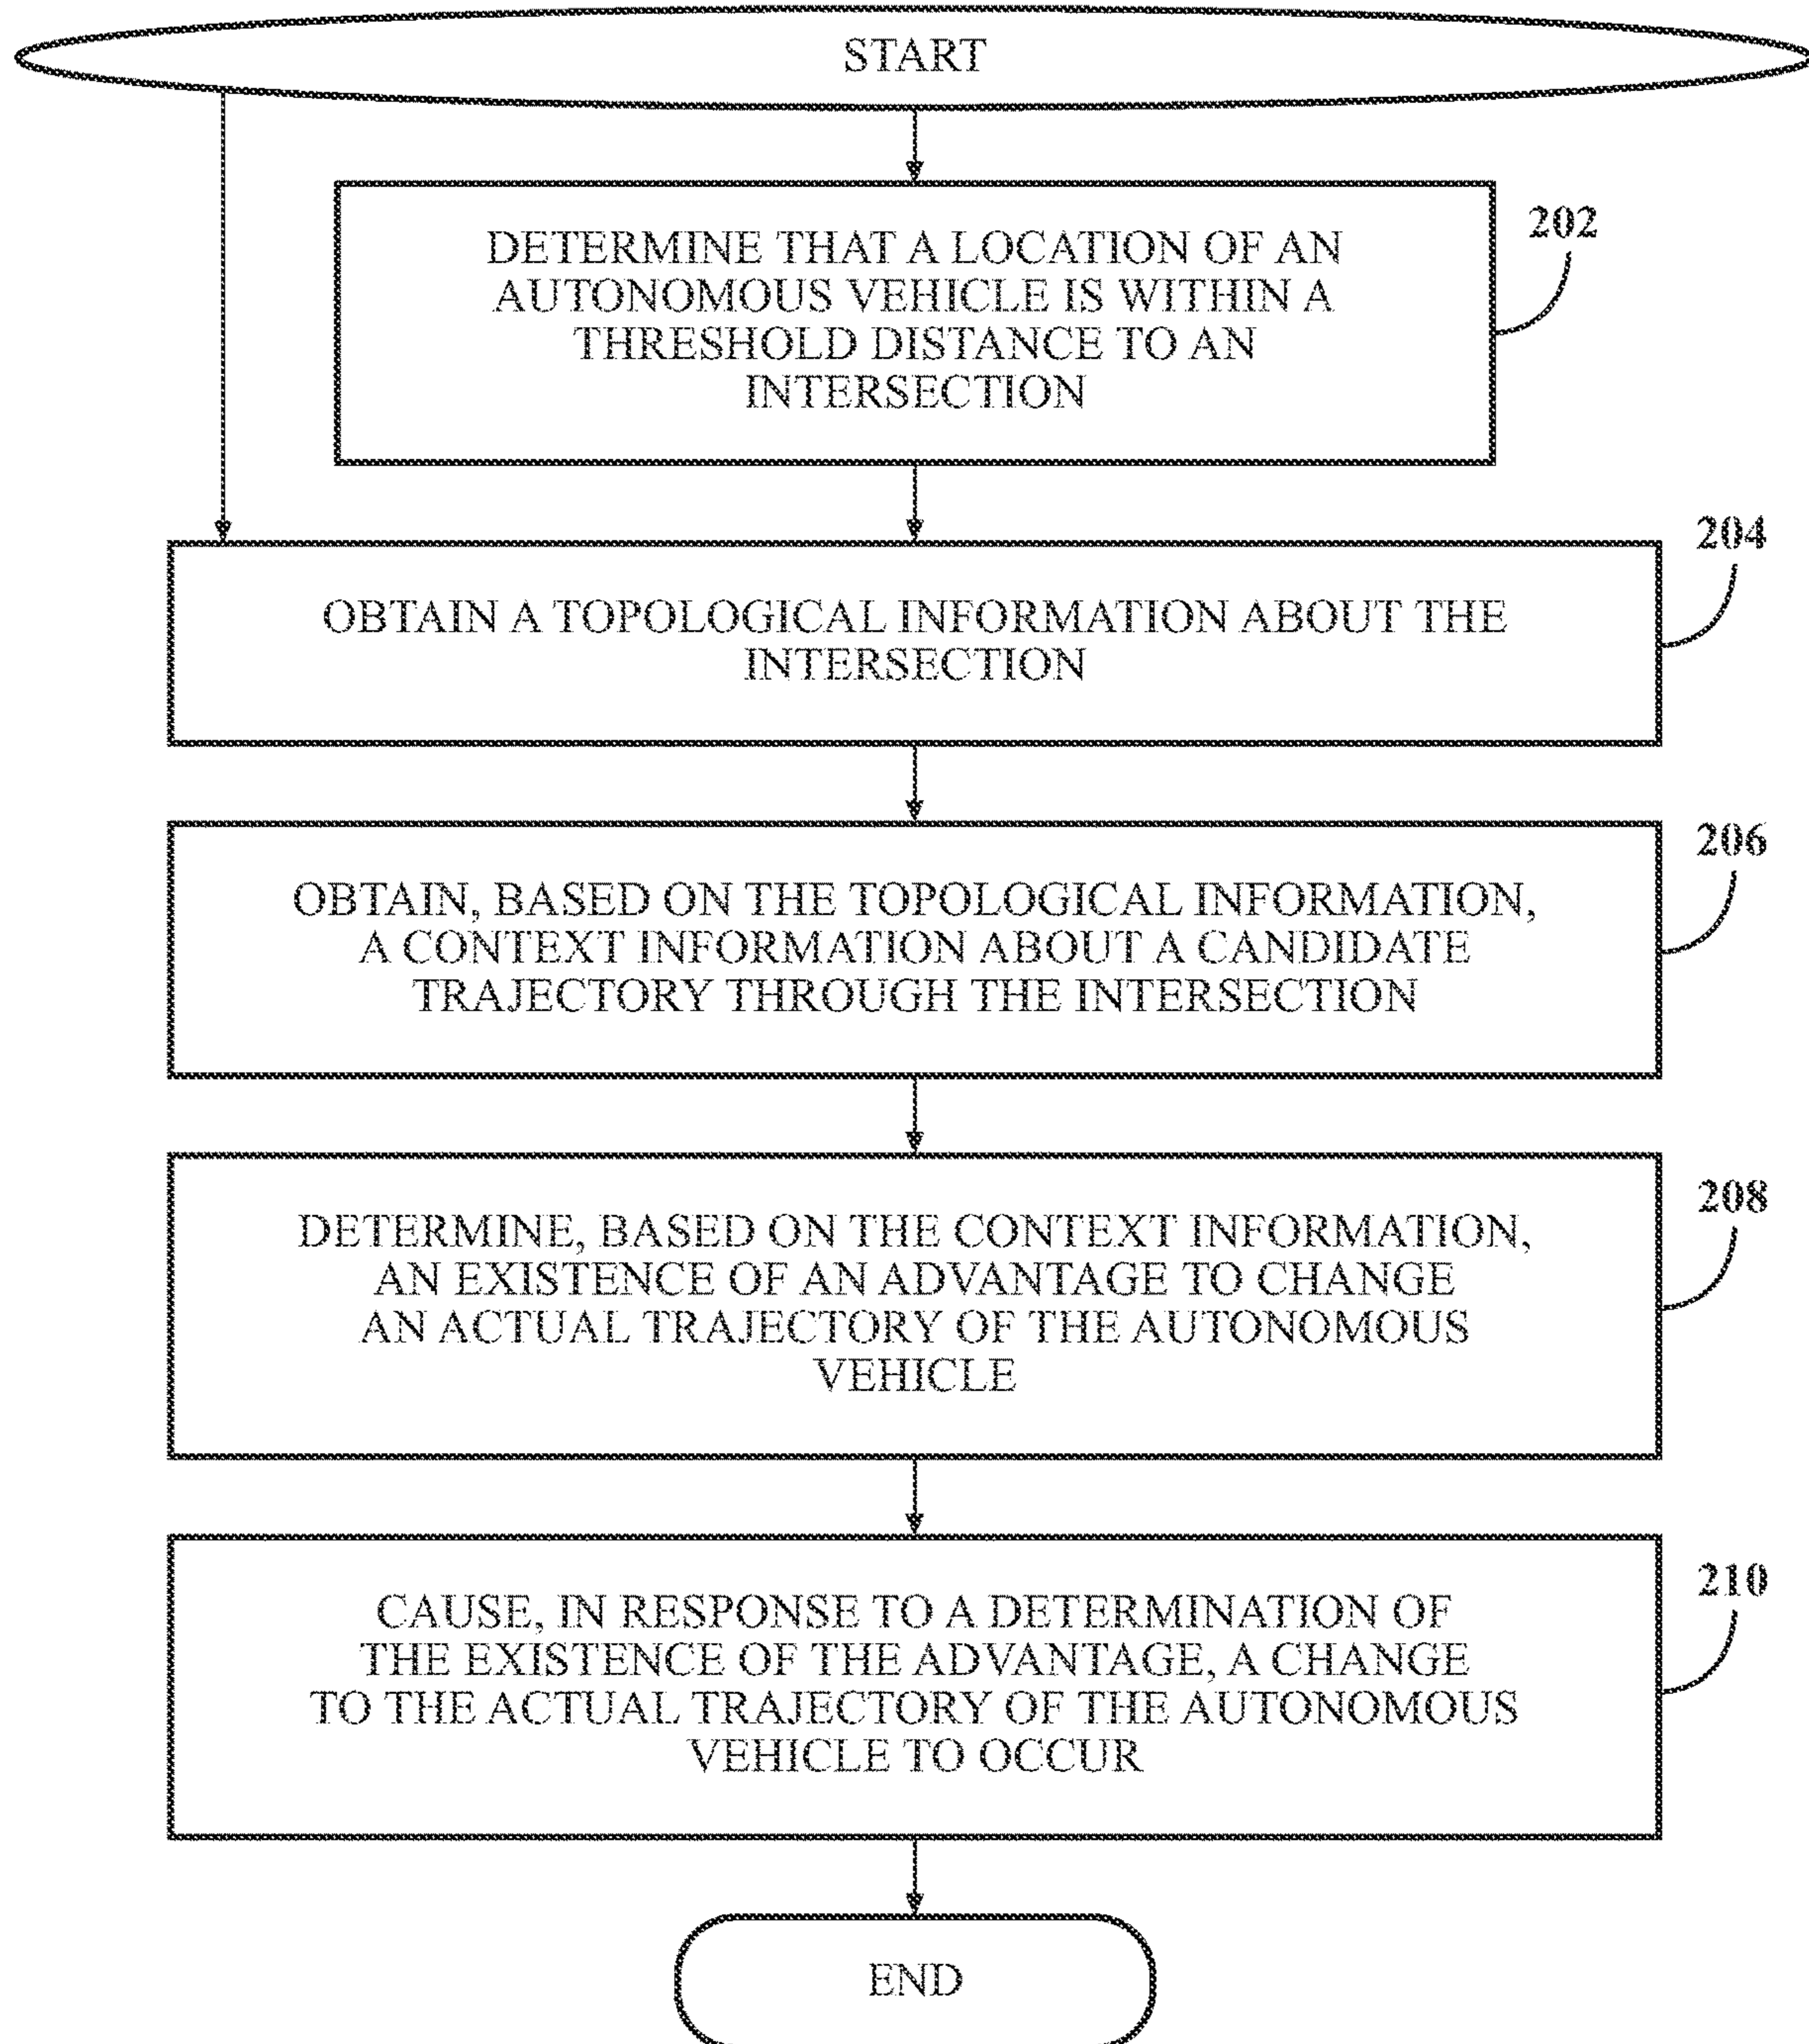 START
202
DETERMINE THAT A LOCATION OF AN
AUTONOMOUS VEHICLE IS WITHIN A
THRESHOLD DISTANCE TO AN
INTERSECTION
204
OBTAIN A TOPOLOGICAL INFORMATION ABOUT THE
INTERSECTION
206
OBTAIN, BASED ON THE TOPOLOGICAL INFORMATION,
A CONTEXT INFORMATION ABOUT A CANDIDATE
TRAJECTORY THROUGH THE INTERSECTION
208
DETERMINE, BASED ON THE CONTEXT INFORMATION,
AN EXISTENCE OF AN ADVANTAGE TO CHANGE
AN ACTUAL TRAJECTORY OF THE AUTONOMOUS
VEHICLE
210
CAUSE, IN RESPONSE TO A DETERMINATION OF
THE EXISTENCE OF THE ADVANTAGE, A CHANGE
TO THE ACTUAL TRAJECTORY OF THE AUTONOMOUS
VEHICLE TO OCCUR
END